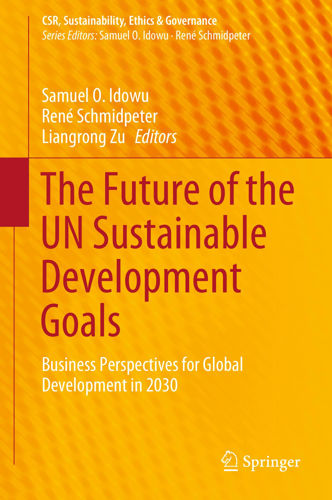 CSR, Sustainability, Ethics & Governance
Series Editors: Samuel O. Idowu · René Schmidpeter
Samuel O. Idowu
René Schmidpeter
Liangrong Zu Editors
The Future of the
UN Sustainable
Development
Goals
Business Perspectives for Global
Development in 2030
Springer